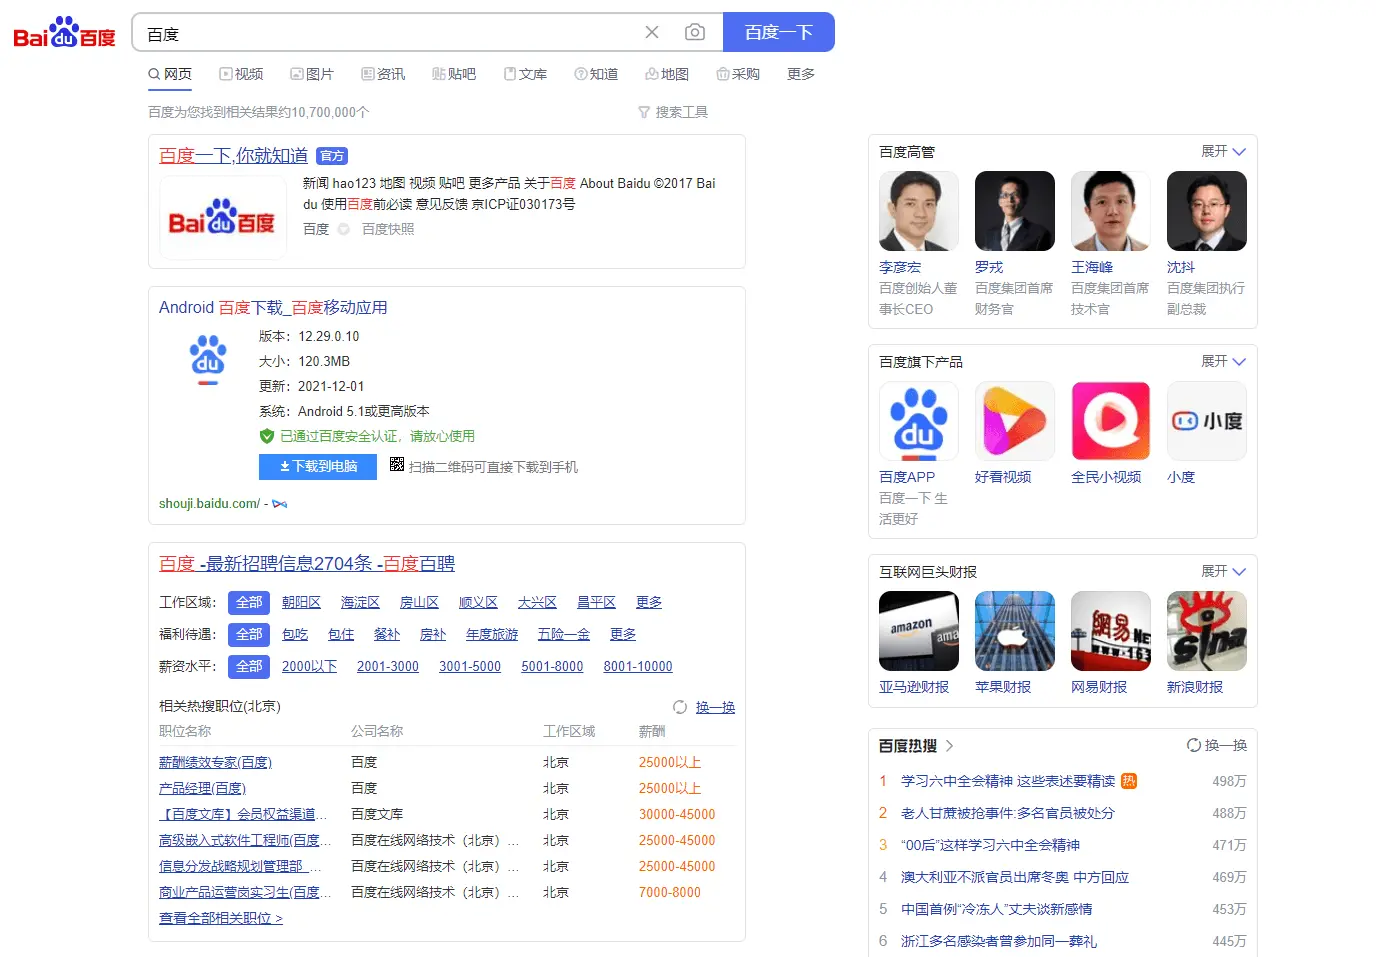 Bai du 百度
百度
百度一下
网页 视频 图片 资讯 贴吧 文库 知道 地图 采购 更多
百度为您找到相关结果约10,700,000个
搜索工具
百度一下,你就知道 官方
Bai du 百度
新闻 hao123 地图 视频 贴吧 更多产品 关于百度 About Baidu ©2017 Bai
du 使用百度前必读 意见反馈 京ICP证030173号
百度 百度快照
Android 百度下载_百度移动应用
du
版本：12.29.0.10
大小：120.3MB
更新：2021-12-01
系统：Android 5.1或更高版本
已通过百度安全认证，请放心使用
下载到电脑 扫描二维码可直接下载到手机
shouji.baidu.com/ -
百度 -最新招聘信息2704条 -百度百聘
工作区域： 全部 朝阳区 海淀区 房山区 顺义区 大兴区 昌平区 更多
福利待遇： 全部 包吃 包住 餐补 房补 年度旅游 五险一金 更多
薪资水平： 全部 2000以下 2001-3000 3001-5000 5001-8000 8001-10000
相关热搜职位(北京) 换一换
职位名称 公司名称 工作区域 薪酬
薪酬绩效专家(百度) 百度 北京 25000以上
产品经理(百度) 百度 北京 25000以上
【百度文库】会员权益渠道... 百度文库 北京 30000-45000
高级嵌入式软件工程师(百度... 百度在线网络技术（北京）... 北京 25000-45000
信息分发战略规划管理部_... 百度在线网络技术（北京）... 北京 25000-45000
商业产品运营岗实习生(百度... 百度在线网络技术（北京）... 北京 7000-8000
查看全部相关职位 >
百度高管 展开
李彦宏 罗戎 王海峰 沈抖
百度创始人董 百度集团首席 百度集团首席 百度集团执行
事长CEO 财务官 技术官 副总裁
百度旗下产品 展开
du
小度
百度APP 好看视频 全民小视频 小度
百度一下 生
活更好
互联网巨头财报 展开
amazon
ama
網易 NE
www.163
sina
亚马逊财报 苹果财报 网易财报 新浪财报
百度热搜 > 换一换
1 学习六中全会精神 这些表述要精读 热 498万
2 老人甘蔗被抢事件:多名官员被处分 488万
3 “00后”这样学习六中全会精神 471万
4 澳大利亚不派官员出席冬奥 中方回应 469万
5 中国首例“冷冻人”丈夫谈新感情 453万
6 浙江多名感染者曾参加同一葬礼 445万